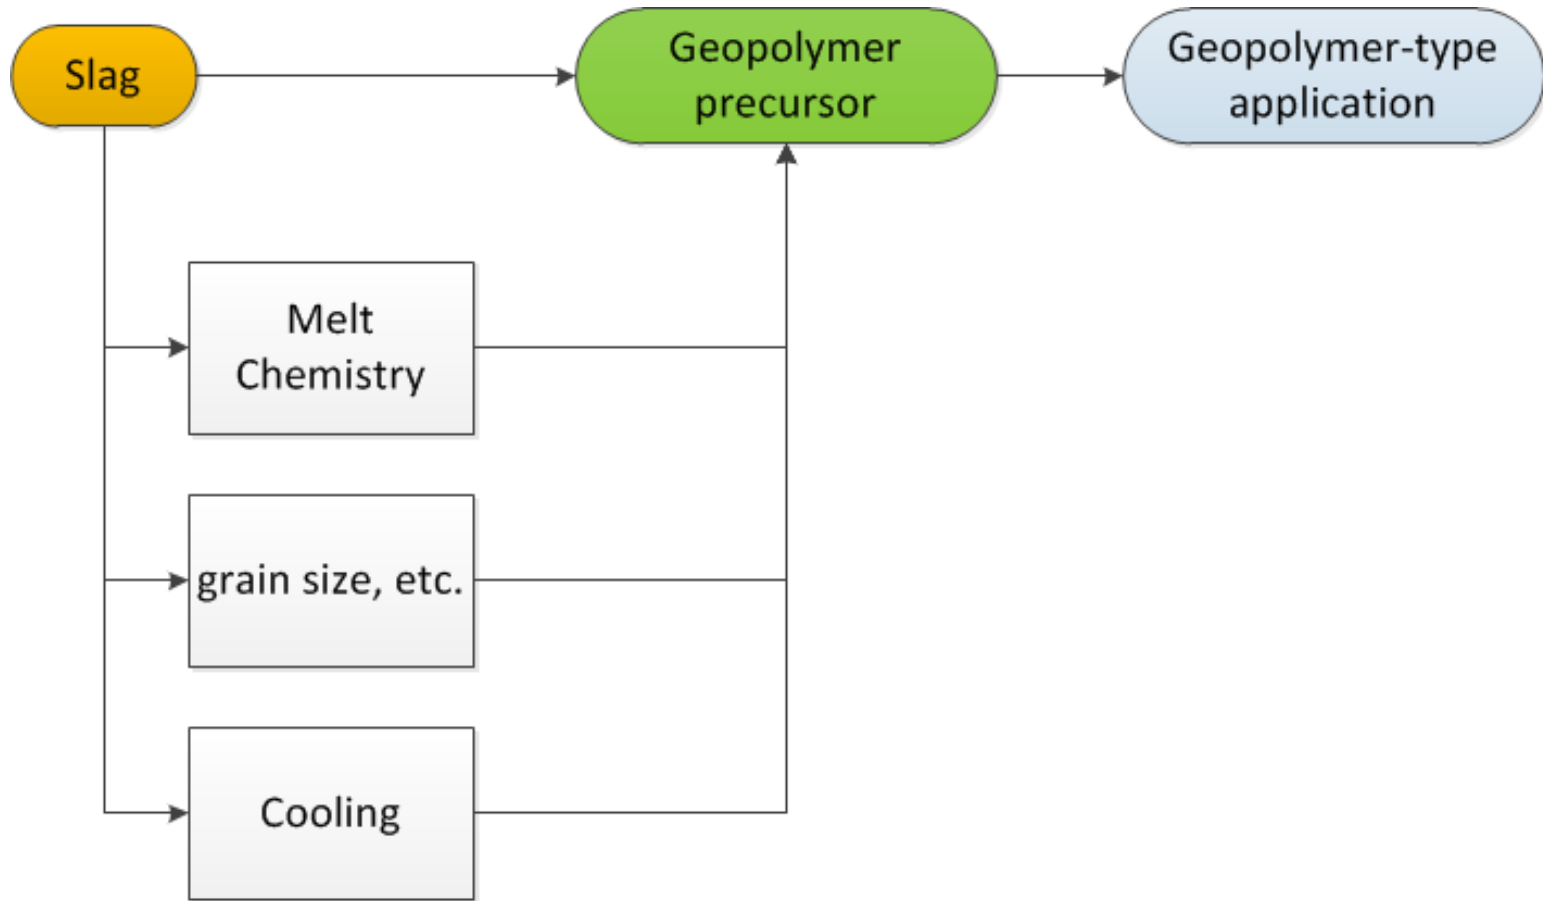 Slag
Geopolymer
precursor
Geopolymer-type
application
Melt
Chemistry
grain size, etc.
Cooling